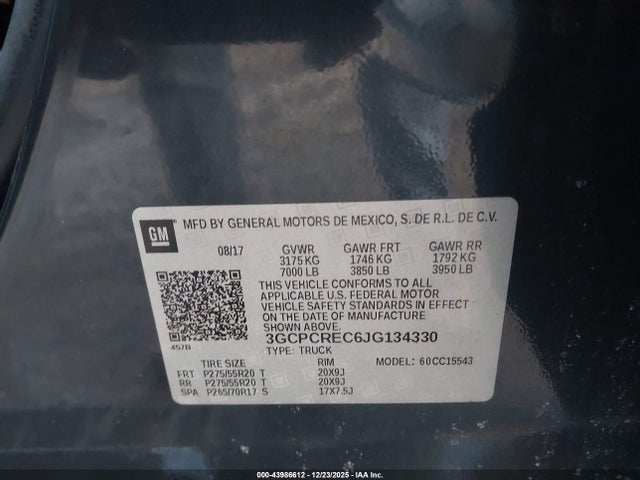 GM
MFD BY GENERAL MOTORS DE MEXICO, S. DE R.L. DE C.V.
08/17 GVWR GAWR FRT GAWR RR
3175 KG 1746 KG 1792 KG
7000 LB 3850 LB 3950 LB
THIS VEHICLE CONFORMS TO ALL
APPLICABLE U.S. FEDERAL MOTOR
VEHICLE SAFETY STANDARDS IN EFFECT
ON THE DATE OF MANUFACTURE
SHOWN ABOVE.
457B
3GCPCREC6JG134330
TYPE: TRUCK MODEL: 60CC15543
TIRE SIZE RIM
FRT P275/55R20 T 20X9J
RR P275/55R20 T 20X9J
SPA P265/70R17 S 17X7.5J
000-43986612 - 12/23/2025 - IAA Inc.